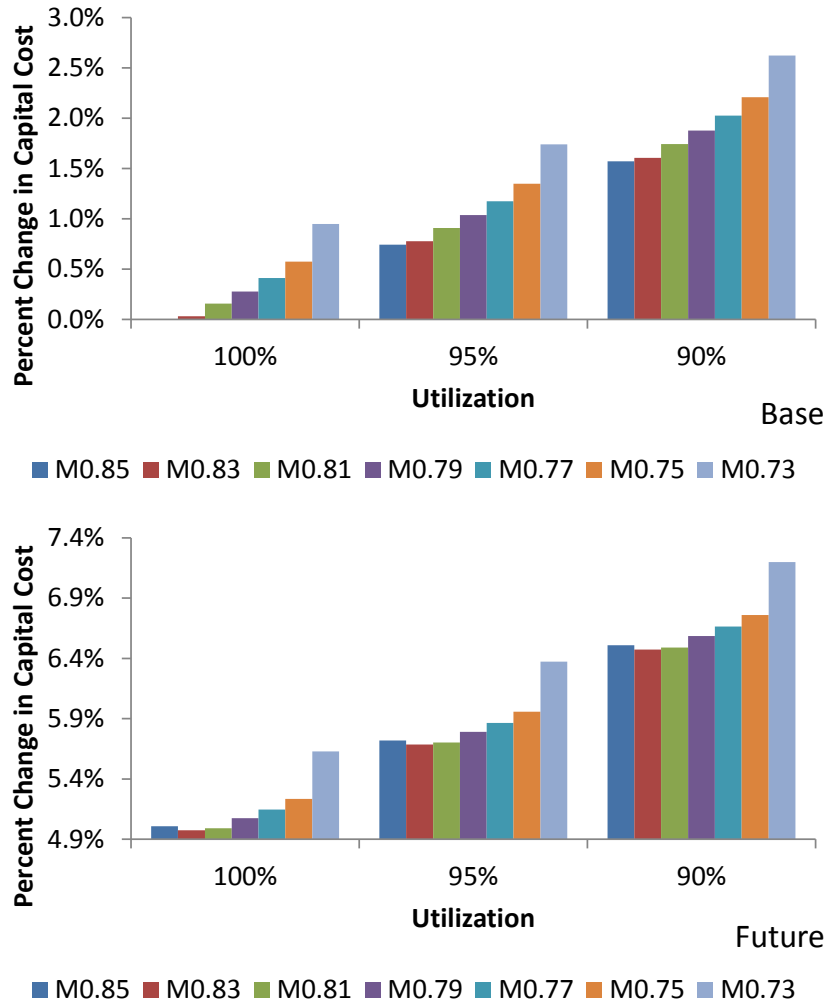 Percent Change in Capital Cost
3.0%
2.5%
2.0%
1.5%
1.0%
0.5%
0.0%
100% 95% 90%
Utilization
Base
M0.85 M0.83 M0.81 M0.79 M0.77 M0.75 M0.73
Percent Change in Capital Cost
7.4%
6.9%
6.4%
5.9%
5.4%
4.9%
100% 95% 90%
Utilization
Future
M0.85 M0.83 M0.81 M0.79 M0.77 M0.75 M0.73